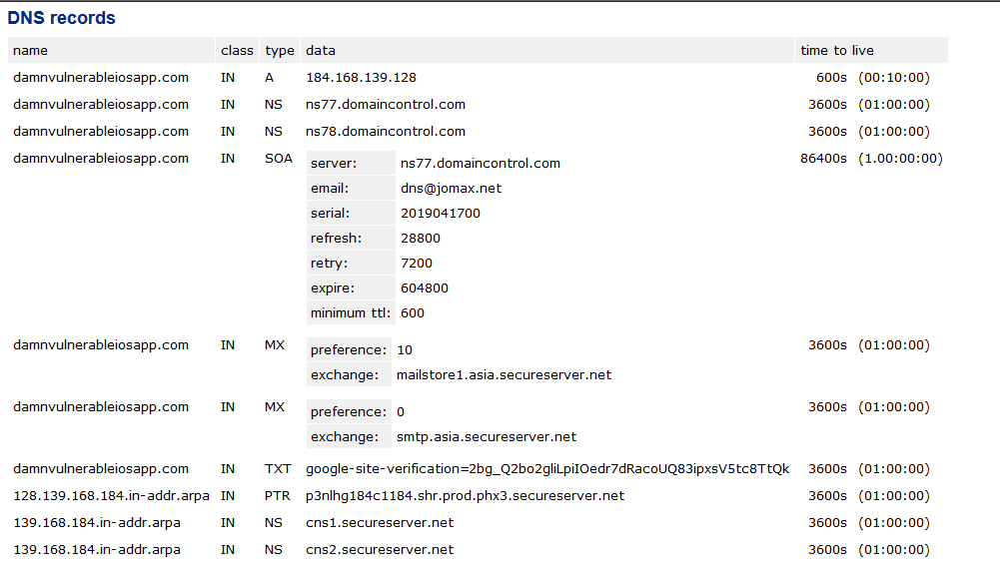 DNS records
name class type data time to live
damnvulnerableiosapp.com IN A 184.168.139.128 600s (00:10:00)
damnvulnerableiosapp.com IN NS ns77.domaincontrol.com 3600s (01:00:00)
damnvulnerableiosapp.com IN NS ns78.domaincontrol.com 3600s (01:00:00)
damnvulnerableiosapp.com IN SOA server: ns77.domaincontrol.com 86400s (1.00:00:00)
email: dns@jomax.net
serial: 2019041700
refresh: 28800
retry: 7200
expire: 604800
minimum ttl: 600
damnvulnerableiosapp.com IN MX preference: 10 3600s (01:00:00)
exchange: mailstore1.asia.secureserver.net
damnvulnerableiosapp.com IN MX preference: 0 3600s (01:00:00)
exchange: smtp.asia.secureserver.net
damnvulnerableiosapp.com IN TXT google-site-verification=2bg_Q2bo2gliLpiIOedr7dRacoUQ83ipxsV5tc8TtQk 3600s (01:00:00)
128.139.168.184.in-addr.arpa IN PTR p3nlhg184c1184.shr.prod.phx3.secureserver.net 3600s (01:00:00)
139.168.184.in-addr.arpa IN NS cns1.secureserver.net 3600s (01:00:00)
139.168.184.in-addr.arpa IN NS cns2.secureserver.net 3600s (01:00:00)